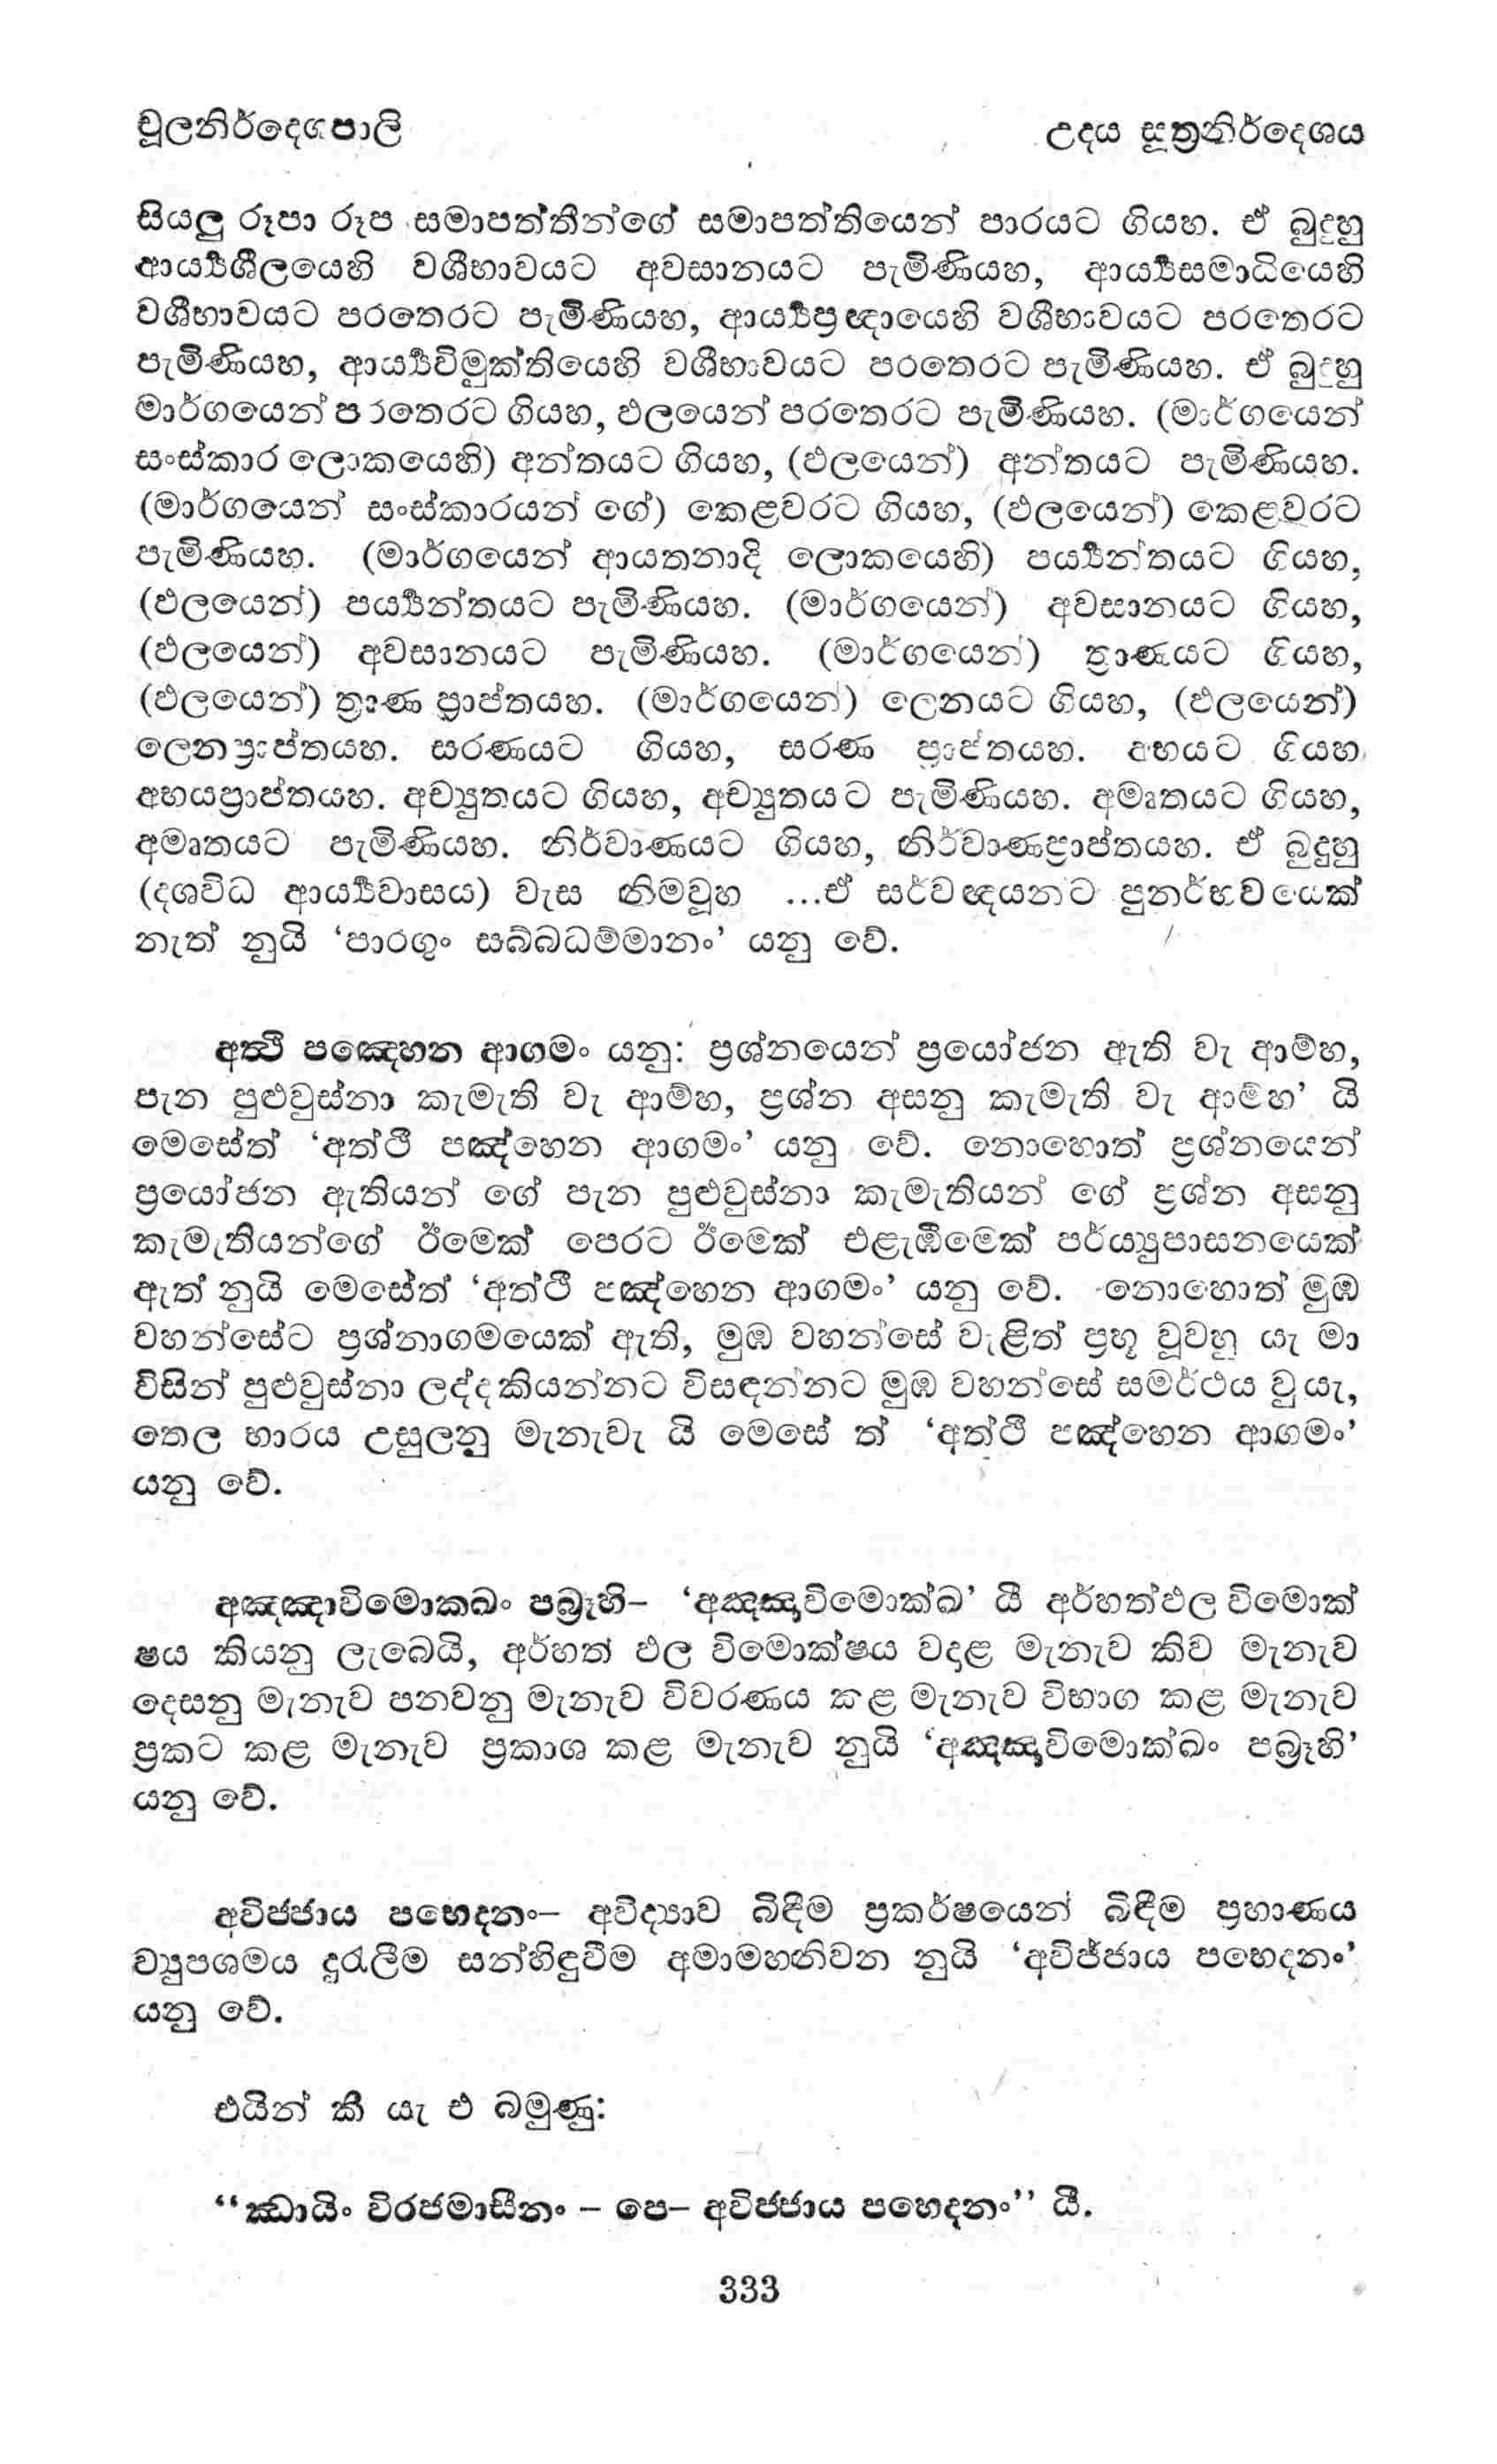 චූලනිර්දෙශපාලි උදය සූත්‍රනිර්දෙශය
සියලු රූපා රූප සමාපත්තීන්ගේ සමාපත්තියෙන් පාරයට ගියහ. ඒ බුදුහු
ආර්‍ය්‍යශීලයෙහි වශීභාවයට අවසානයට පැමිණියහ, ආර්‍ය්‍යසමාධියෙහි
වශීභාවයට පරතෙරට පැමිණියහ, ආර්‍ය්‍යප්‍රඥායෙහි වශීභාවයට පරතෙරට
පැමිණියහ, ආර්‍ය්‍යවිමුක්තියෙහි වශීභාවයට පරතෙරට පැමිණියහ. ඒ බුදුහු
මාර්ගයෙන් පරතෙරට ගියහ, ඵලයෙන් පරතෙරට පැමිණියහ. (මාර්ගයෙන්
සංස්කාර ලොකයෙහි) අන්තයට ගියහ, (ඵලයෙන්) අන්තයට පැමිණියහ.
(මාර්ගයෙන් සංස්කාරයන් ගේ) කෙළවරට ගියහ, (ඵලයෙන්) කෙළවරට
පැමිණියහ. (මාර්ගයෙන් ආයතනාදි ලොකයෙහි) පර්‍ය්‍යන්තයට ගියහ,
(ඵලයෙන්) පර්‍ය්‍යන්තයට පැමිණියහ. (මාර්ගයෙන්) අවසානයට ගියහ,
(ඵලයෙන්) අවසානයට පැමිණියහ. (මාර්ගයෙන්) ත්‍රාණයට ගියහ,
(ඵලයෙන්) ත්‍රාණ ප්‍රාප්තයහ. (මාර්ගයෙන්) ලෙනයට ගියහ, (ඵලයෙන්)
ලෙනප්‍රාප්තයහ. සරණයට ගියහ, සරණ ප්‍රාප්තයහ. අභයට ගියහ
අභයප්‍රාප්තයහ. අච්‍යුතයට ගියහ, අච්‍යුතයට පැමිණියහ. අමෘතයට ගියහ,
අමෘතයට පැමිණියහ. නිර්වාණයට ගියහ, නිර්වාණප්‍රාප්තයහ. ඒ බුදුහු
(දශවිධ ආර්‍ය්‍යවාසය) වැස නිමවූහ ...ඒ සර්වඥයනට පුනර්භවයෙක්
නැත් නුයි ‘පාරගුං සබ්බධම්මානං’ යනු වේ.
අත්‍ථි පඤ්‍හෙන ආගමං යනු: ප්‍රශ්නයෙන් ප්‍රයෝජන ඇති වැ ආම්හ,
පැන පුළුවුස්නා කැමැති වැ ආම්හ, ප්‍රශ්න අසනු කැමැති වැ ආම්හ’ යි
මෙසේත් ‘අත්ථි පඤ්හෙන ආගමං’ යනු වේ. නොහොත් ප්‍රශ්නයෙන්
ප්‍රයෝජන ඇතියන් ගේ පැන පුළුවුස්නා කැමැතියන් ගේ ප්‍රශ්න අසනු
කැමැතියන්ගේ ඊමෙක් පෙරට ඊමෙක් එළැඹීමෙක් පර්ය්‍යුපාසනයෙක්
ඇත් නුයි මෙසේත් ‘අත්ථි පඤ්හෙන ආගමං’ යනු වේ. නොහොත් මුඹ
වහන්සේට ප්‍රශ්නාගමයෙක් ඇති, මුඹ වහන්සේ වැළිත් ප්‍රභූ වූවහු යැ මා
විසින් පුළුවුස්නා ලද්ද කියන්නට විසඳන්නට මුඹ වහන්සේ සමර්ථය වු යැ,
තෙල භාරය උසුලනු මැනැවැ යි මෙසේ ත් ‘අත්ථි පඤ්හෙන ආගමං’
යනු වේ.
අඤ්‍ඤාවිමොක්‍ඛං පබ්‍රූහි– ‘අඤ්ඤාවිමොක්ඛ’ යී අර්හත්ඵල විමොක්
ෂය කියනු ලැබෙයි, අර්හත් ඵල විමොක්ෂය වදාළ මැනැව කිව මැනැව
දෙසනු මැනැව පනවනු මැනැව විවරණය කළ මැනැව විභාග කළ මැනැව
ප්‍රකට කළ මැනැව ප්‍රකාශ කළ මැනැව නුයි ‘අඤ්ඤාවිමොක්ඛං පබ්‍රූහි’
යනු වේ.
අවිජ්‍ජාය පභෙදනං– අවිද්‍යාව බිඳීම ප්‍රකර්ෂයෙන් බිඳීම ප්‍රහාණය
ව්‍යුපශමය දුරැලීම සන්හිඳුවීම අමාමහනිවන නුයි ‘අවිජ්ජාය පභෙදනං’
යනු වේ.
එයින් කී යැ එ බමුණු:
“ඣායිං විරජමාසීනං – පෙ– අවිජ්‍ජාය පහෙදනං” යී.
333